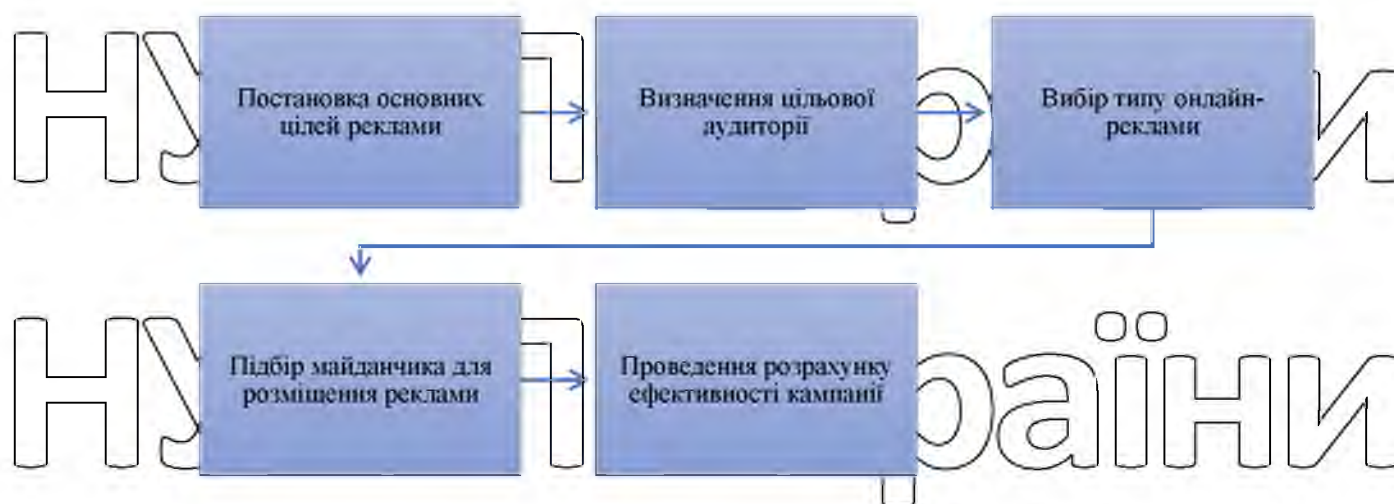 Постановка основних
цілей реклами
Визначення цільової
аудиторії
Вибір типу онлайн-
реклами
Підбір майданчика для
розміщення реклами
Проведення розрахунку
ефективності кампанії